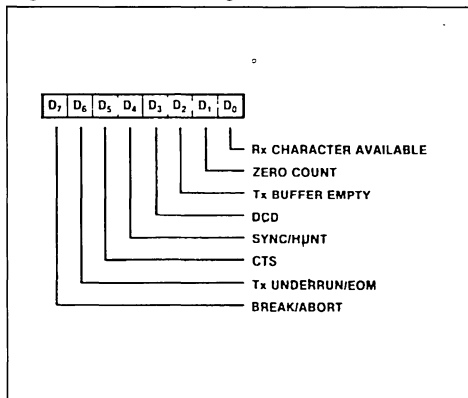 D7 D6 D5 D4 D3 D2 D1 D0
Rx CHARACTER AVAILABLE
ZERO COUNT
Tx BUFFER EMPTY
DCD
SYNC/HUNT
CTS
Tx UNDERRUN/EOM
BREAK/ABORT